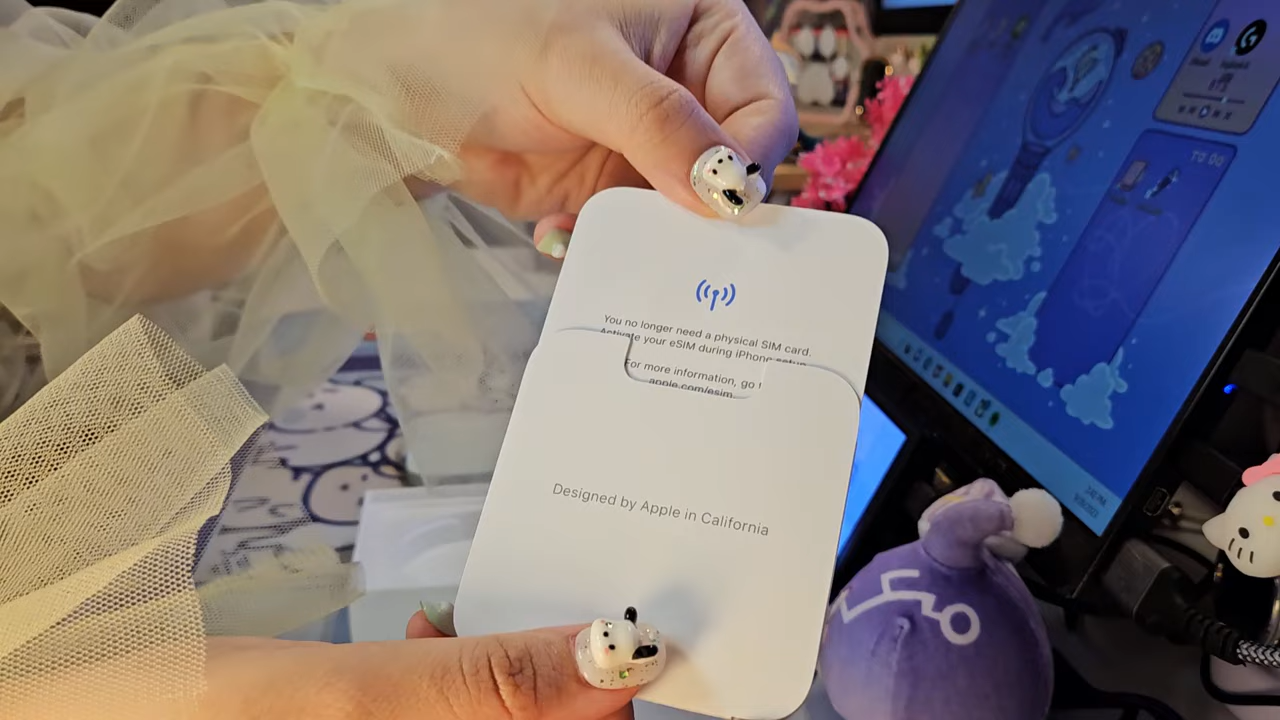 You no longer need a physical SIM card.
Activate your eSIM during iPhone setup.
For more information, go t
apple.com/esim.
Designed by Apple in California
TO DO